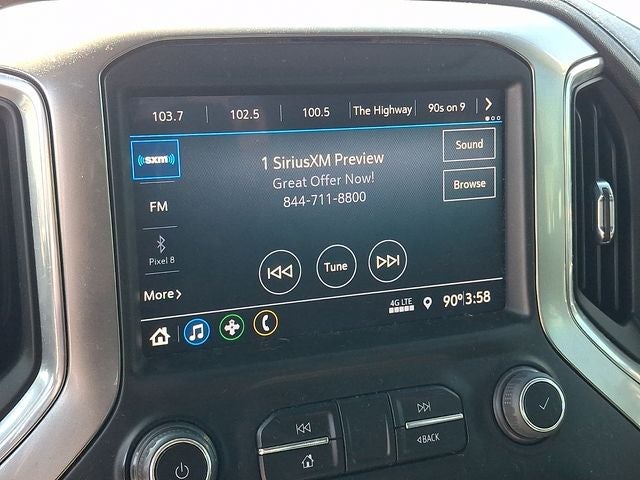 103.7 102.5 100.5 The Highway 90s on 9
((sxm)) 1 SiriusXM Preview Sound
Great Offer Now! Browse
844-711-8800
FM
Pixel 8
Tune
More
4G LTE 90° 3:58
BACK